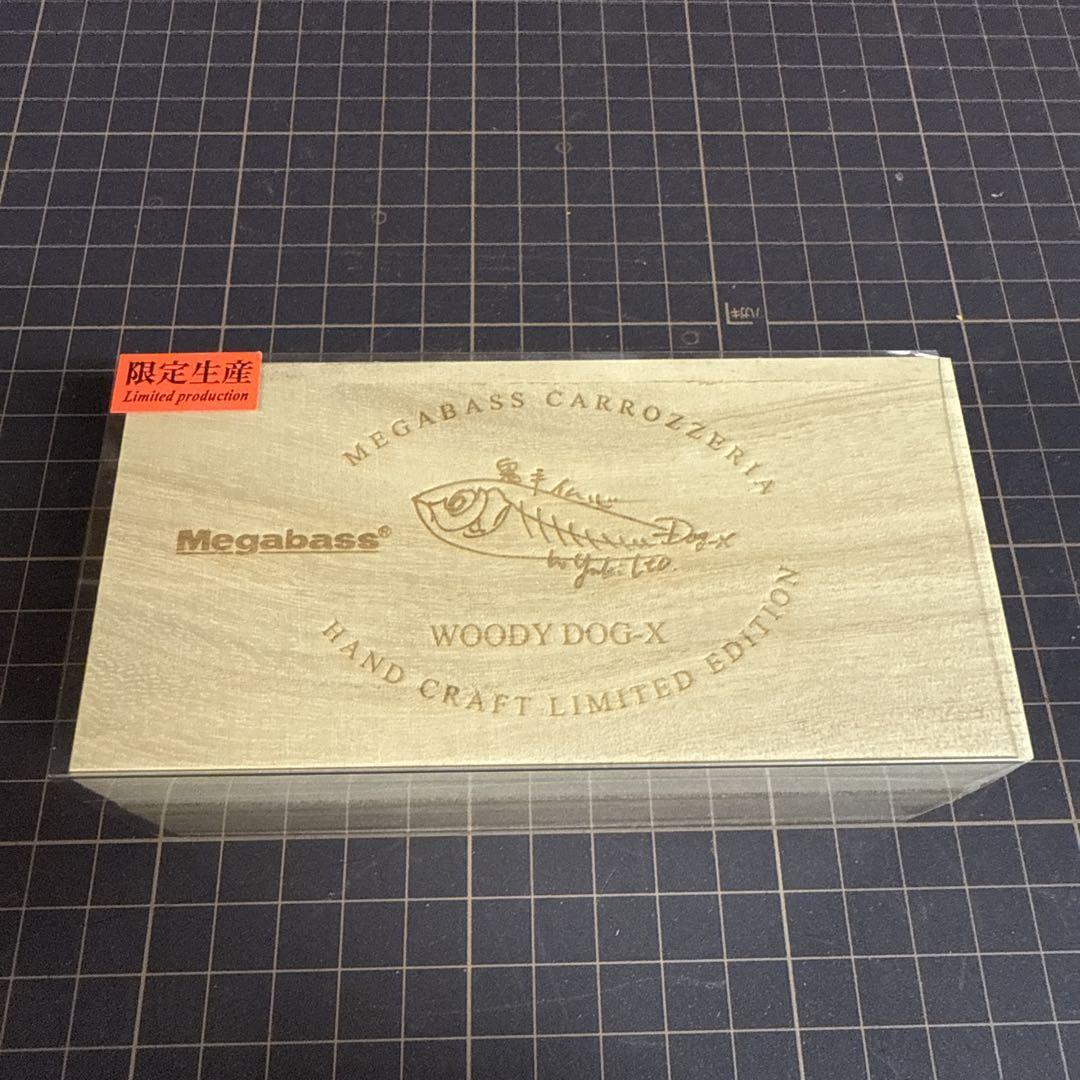 限定生産
Limited production
MEGABASS CARROZZERIA
Megabass®
Dog-X
WOODY DOG-X
HAND CRAFT LIMITED EDITION